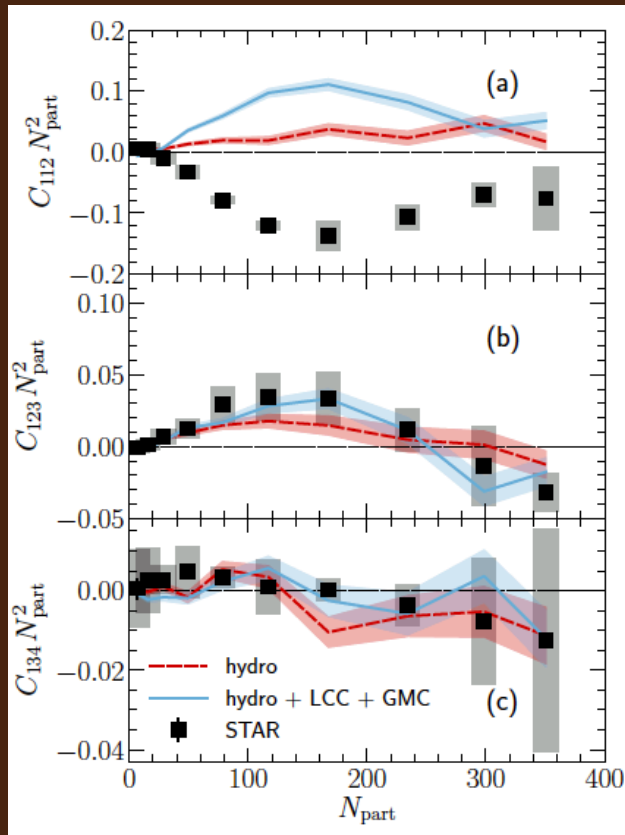 0.2
(a)
0.1
C₁₁₂ N²part
0.0
−0.1
−0.2
0.10
(b)
0.05
C₁₂₃ N²part
0.00
−0.05
0.00
C₁₃₄ N²part
−0.02
hydro
hydro + LCC + GMC
(c)
STAR
−0.04
0 100 200 300 400
Npart